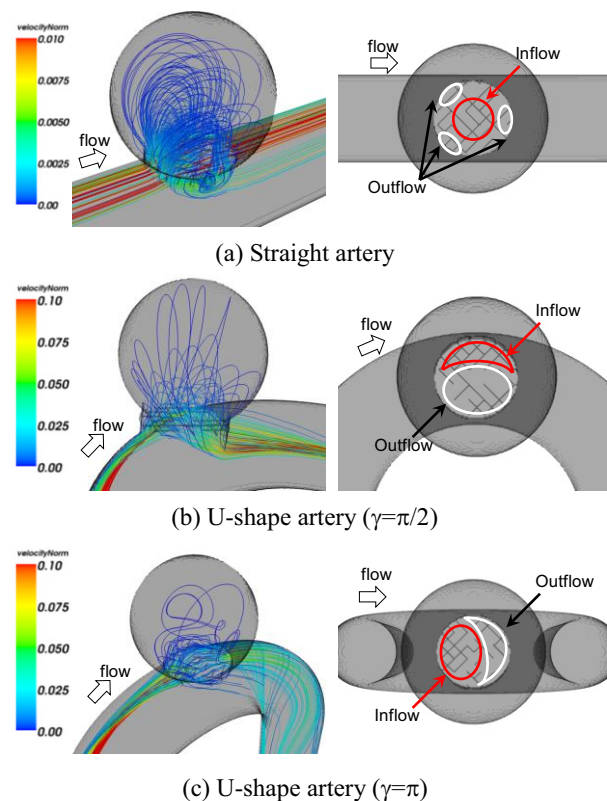 velocityNorm
0.010
0.0075
0.0050
0.0025
0.00
flow
flow
Inflow
Outflow
(a) Straight artery
velocityNorm
0.10
0.075
0.050
0.025
0.00
flow
flow
Inflow
Outflow
(b) U-shape artery (γ=π/2)
velocityNorm
0.10
0.075
0.050
0.025
0.00
flow
flow
Outflow
Inflow
(c) U-shape artery (γ=π)